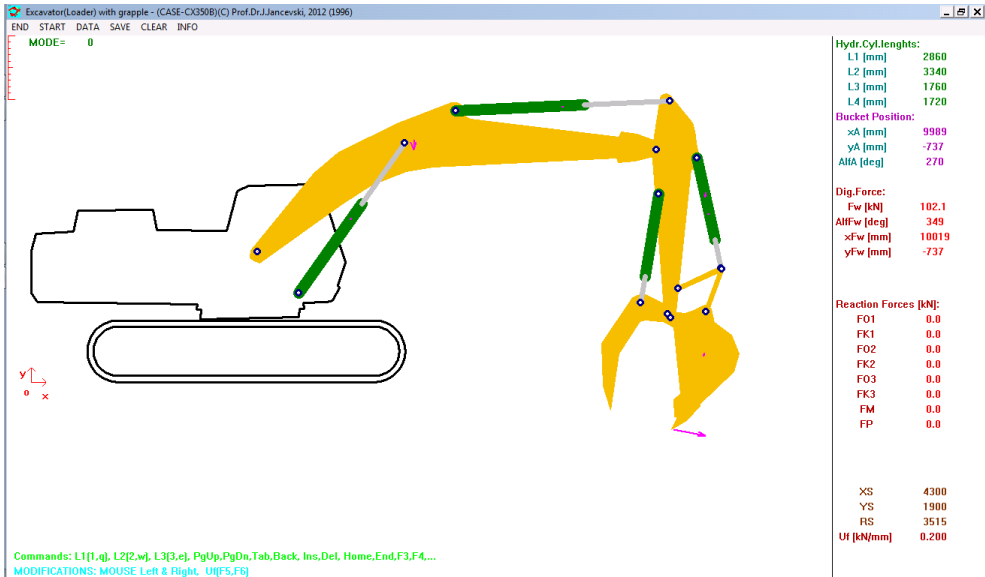 Excavator(Loader) with grapple - (CASE-CX350B)(C) Prof.Dr.J.Jancevski, 2012 (1996)
END START DATA SAVE CLEAR INFO
MODE= 0
Hydr.Cyl.lenghts:
L1 [mm] 2860
L2 [mm] 3340
L3 [mm] 1760
L4 [mm] 1720
Bucket Position:
xA [mm] 9989
yA [mm] -737
AlfA [deg] 270
Dig.Force:
Fw [kN] 102.1
AlfFw [deg] 349
xFw [mm] 10019
yFw [mm] -737
Reaction Forces [kN]:
FO1 0.0
FK1 0.0
FO2 0.0
FK2 0.0
FO3 0.0
FK3 0.0
FM 0.0
FP 0.0
y
o x
XS 4300
YS 1900
RS 3515
Uf [kN/mm] 0.200
Commands: L1[1,q], L2[2,w], L3[3,e], PgUp,PgDn,Tab,Back, Ins,Del, Home,End,F3,F4,...
MODIFICATIONS: MOUSE Left & Right, Uf[F5,F6]